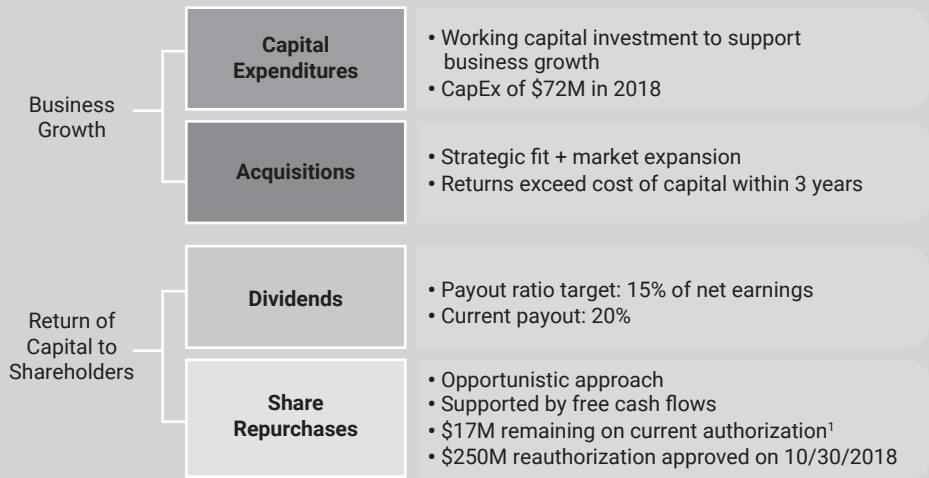 Business
Growth
Capital
Expenditures
• Working capital investment to support
business growth
• CapEx of $72M in 2018
Acquisitions
• Strategic fit + market expansion
• Returns exceed cost of capital within 3 years
Return of
Capital to
Shareholders
Dividends
• Payout ratio target: 15% of net earnings
• Current payout: 20%
Share
Repurchases
• Opportunistic approach
• Supported by free cash flows
• $17M remaining on current authorization¹
• $250M reauthorization approved on 10/30/2018